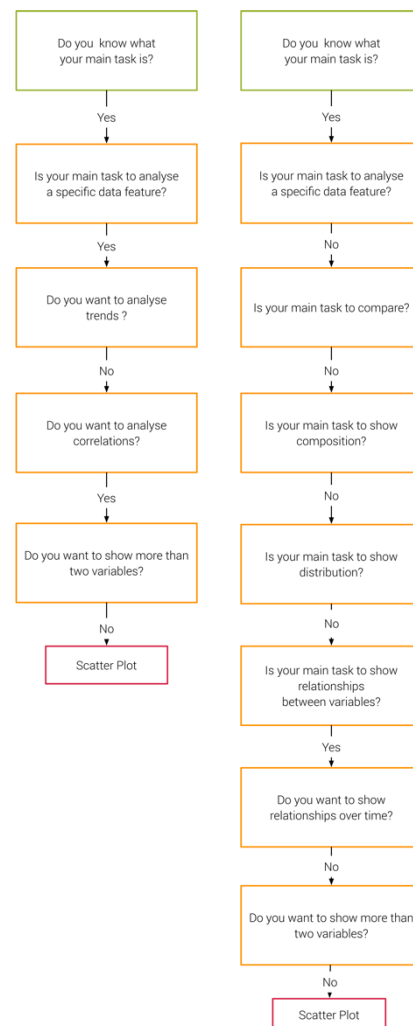 Do you know what
your main task is?
Yes
Is your main task to analyse
a specific data feature?
Yes
Do you want to analyse
trends ?
No
Do you want to analyse
correlations?
Yes
Do you want to show more than
two variables?
No
Scatter Plot
Do you know what
your main task is?
Yes
Is your main task to analyse
a specific data feature?
No
Is your main task to compare?
No
Is your main task to show
composition?
No
Is your main task to show
distribution?
No
Is your main task to show
relationships
between variables?
Yes
Do you want to show
relationships over time?
No
Do you want to show more than
two variables?
No
Scatter Plot